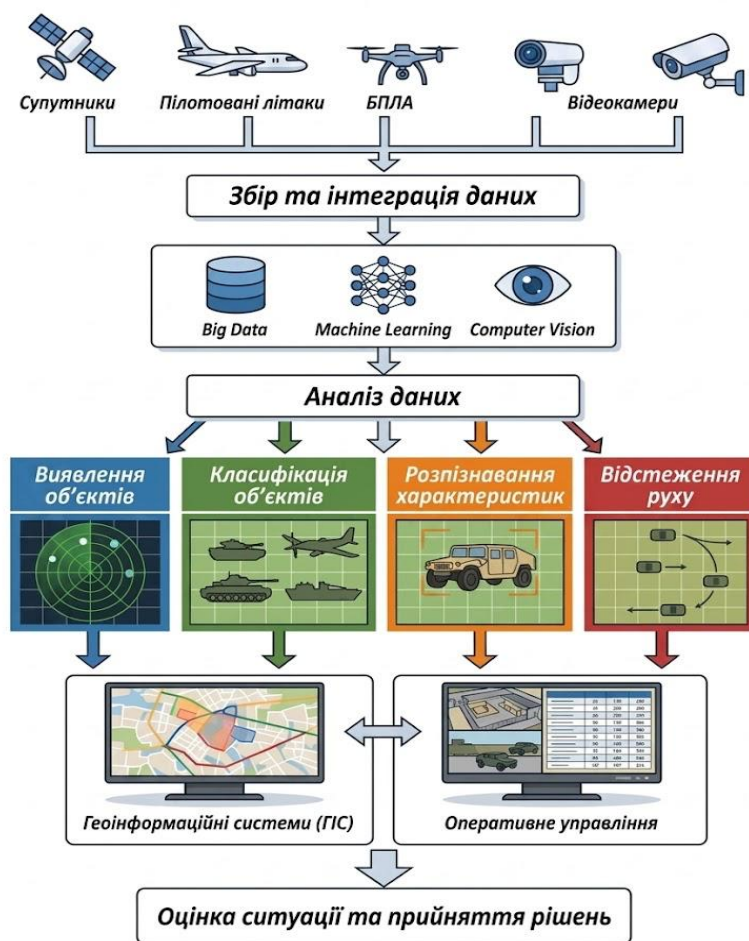 Супутники
Пілотовані літаки
БПЛА
Відеокамери
Збір та інтеграція даних
Big Data
Machine Learning
Computer Vision
Аналіз даних
Виявлення
об’єктів
Класифікація
об’єктів
Розпізнавання
характеристик
Відстеження
руху
Геоінформаційні системи (ГІС)
Оперативне управління
Оцінка ситуації та прийняття рішень